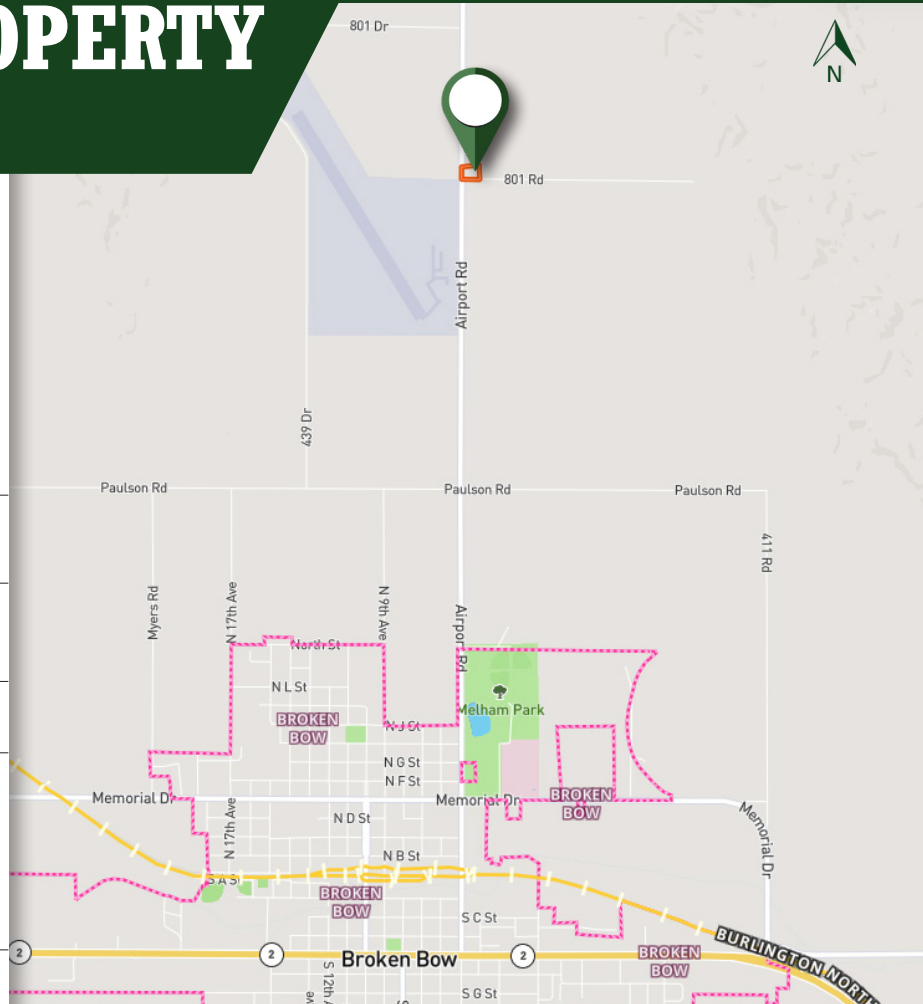 OPERTY
801 Dr
N
801 Rd
Airport Rd
439 Dr
Paulson Rd
Paulson Rd
Paulson Rd
411 Rd
Myers Rd
N 17th Ave
N 9th Ave
Airport Rd
North St
N L St
Melham Park
BROKEN
BOW
N J St
N G St
N F St
Memorial Dr
Memorial Dr
BROKEN
BOW
Memorial Dr
N D St
N 17th Ave
N B St
S A St
BROKEN
BOW
S C St
BURLINGTON NORTH
2
2
Broken Bow
2
BROKEN
BOW
S 12th
S G St